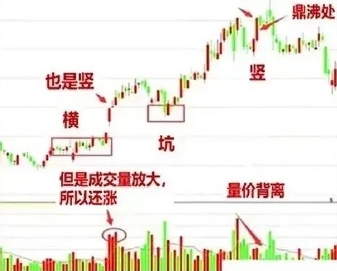 鼎沸处
也是竖
横
竖
坑
但是成交量放大,
所以还涨
量价背离